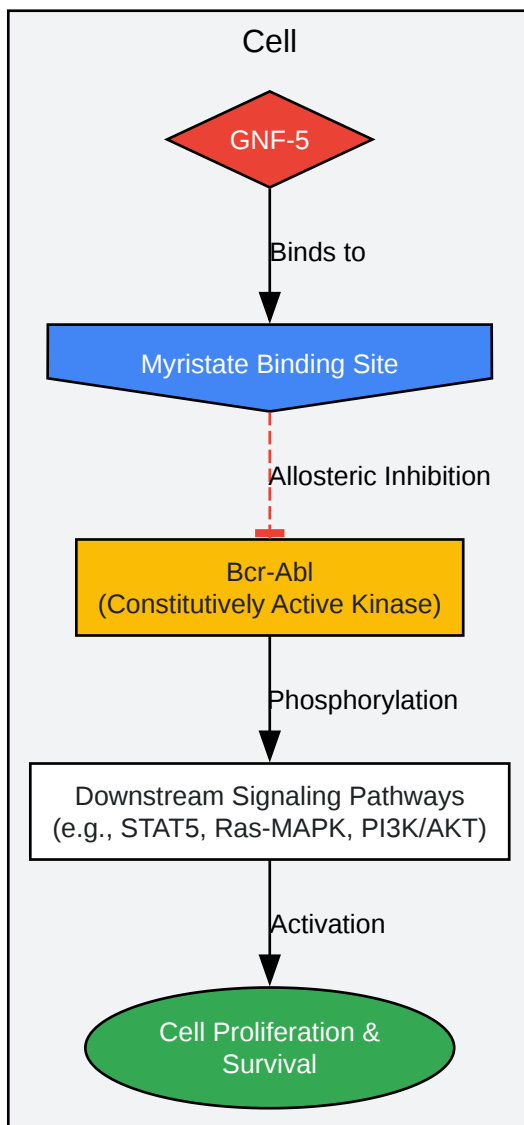 Cell
GNF-5
Binds to
Myristate Binding Site
Allosteric Inhibition
Bcr-Abl
(Constitutively Active Kinase)
Phosphorylation
Downstream Signaling Pathways
(e.g., STAT5, Ras-MAPK, PI3K/AKT)
Activation
Cell Proliferation &
Survival